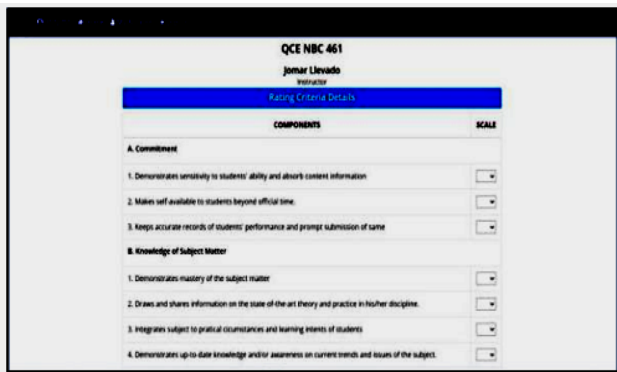 QCE NBC 461
Jomar Llevado
Instructor
Rating Criteria Details
COMPONENTS SCALE
A. Commitment
1. Demonstrates sensitivity to students' ability and absorb content information
2. Makes self available to students beyond official time.
3. Keeps accurate records of students' performance and prompt submission of same
B. Knowledge of Subject Matter
1. Demonstrates mastery of the subject matter
2. Draws and shares information on the state-of-the art theory and practice in his/her discipline.
3. Integrates subject to pratical cicumstances and learning intents of students
4. Demonstrates up-to-date knowledge and/or awareness on current trends and issues of the subject.